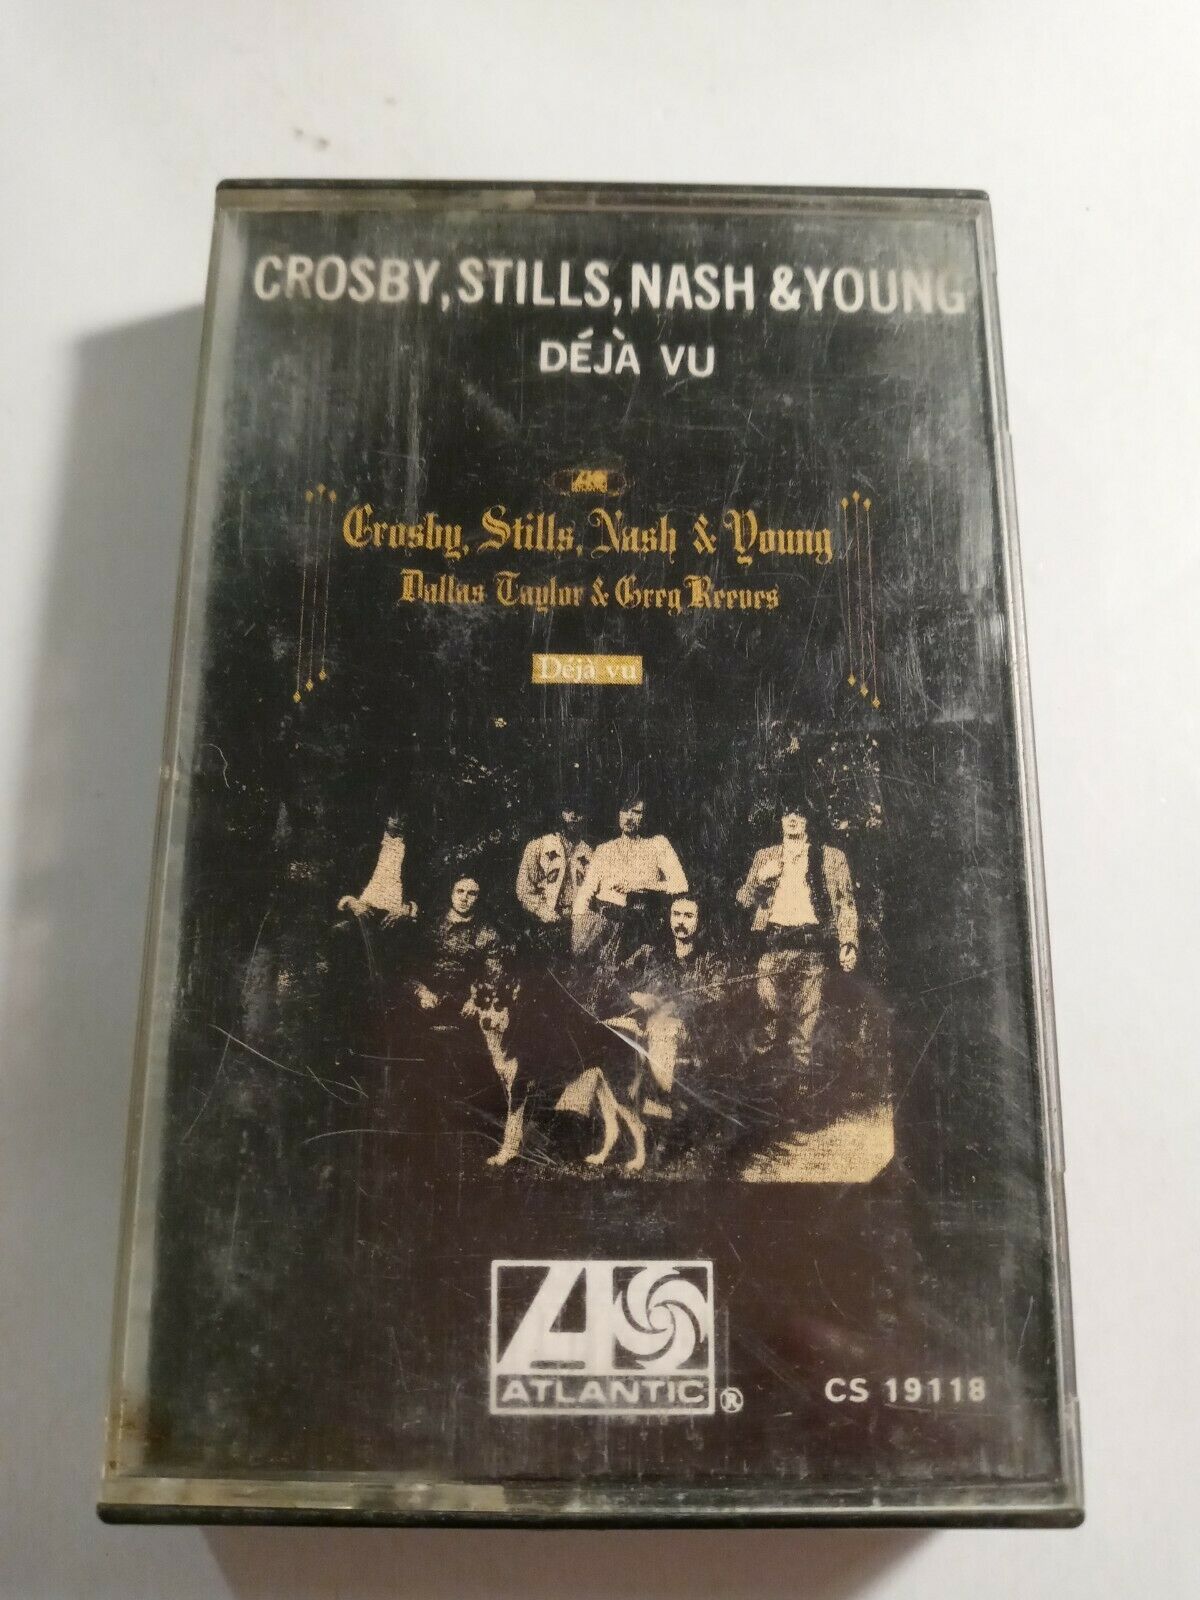 CROSBY, STILLS, NASH & YOUNG
DÉJÀ VU
Crosby, Stills, Nash & Young
Dallas Taylor & Greg Reeves
Déjà vu
ATLANTIC ®
CS 19118